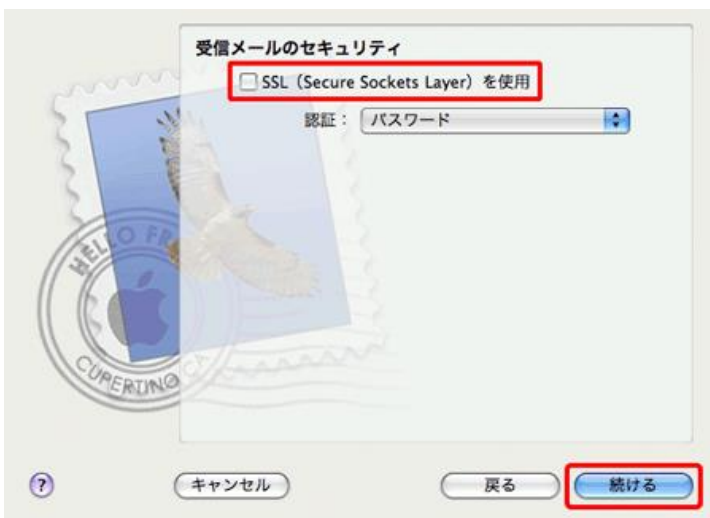 受信メールのセキュリティ
SSL（Secure Sockets Layer）を使用
認証： パスワード
HELLO FR
CUPERTINO CA
? キャンセル 戻る 続ける